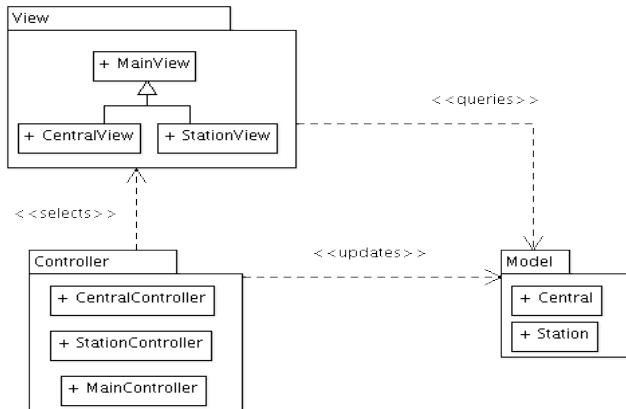 View
+ MainView
<<queries>>
+ CentralView
+ StationView
<<selects>>
<<updates>>
Controller
Model
+ CentralController
+ Central
+ StationController
+ Station
+ MainController